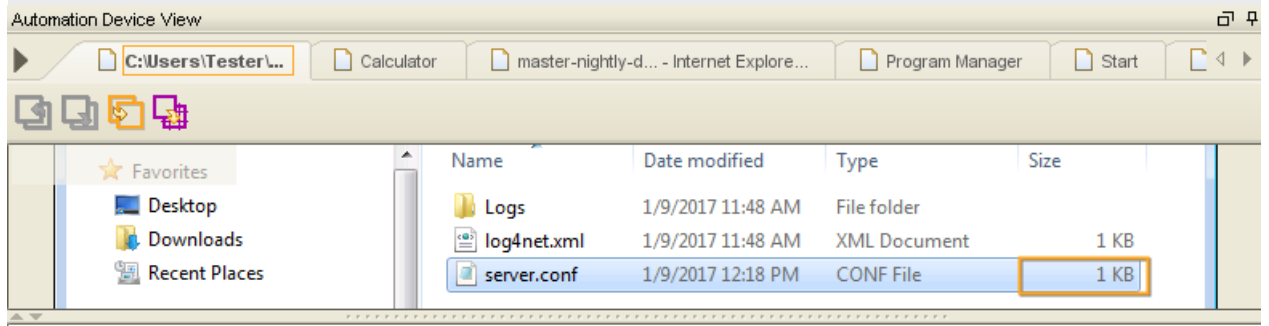 Automation Device View
C:\Users\Tester\... Calculator master-nightly-d... - Internet Explore... Program Manager Start
Favorites Name Date modified Type Size
Desktop Logs 1/9/2017 11:48 AM File folder
Downloads log4net.xml 1/9/2017 11:48 AM XML Document 1 KB
Recent Places server.conf 1/9/2017 12:18 PM CONF File 1 KB